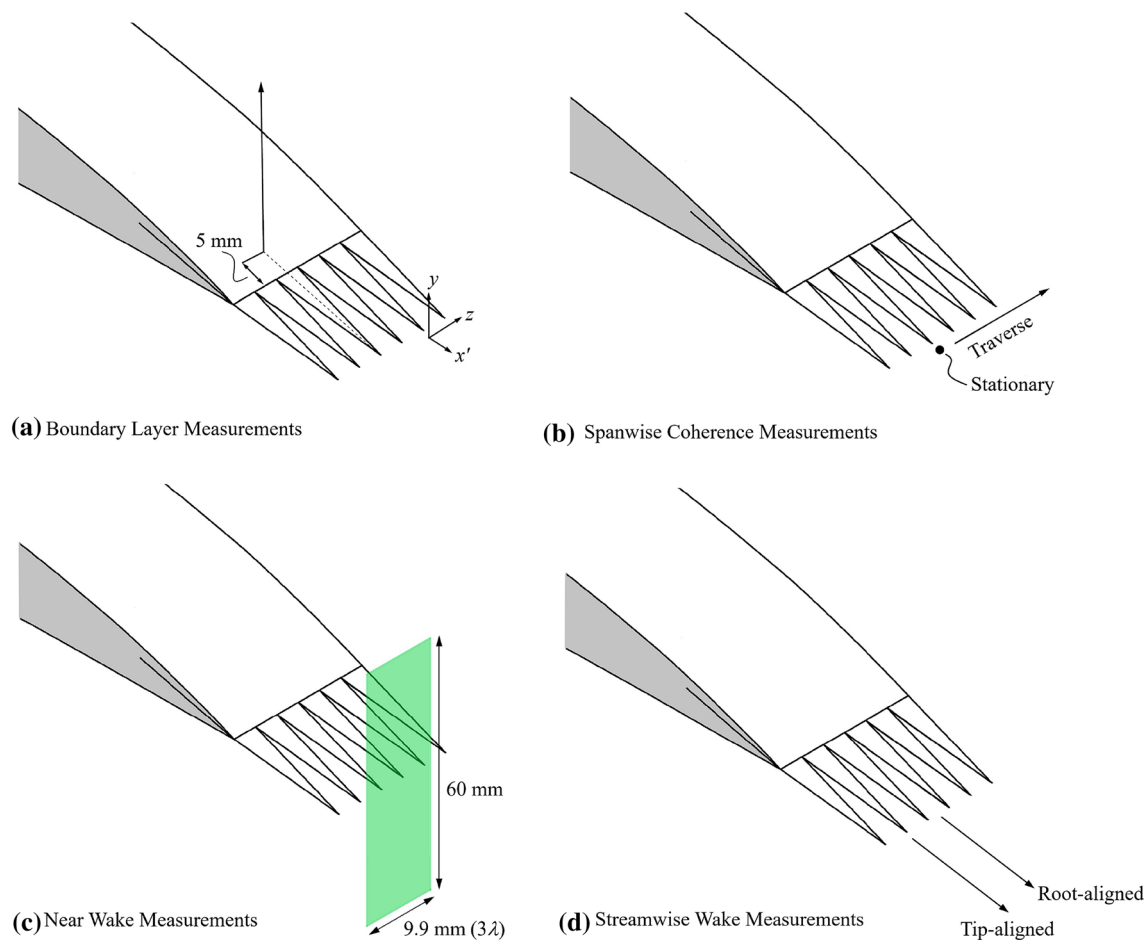 5 mm
y
z
x′
(a) Boundary Layer Measurements
Traverse
Stationary
(b) Spanwise Coherence Measurements
60 mm
9.9 mm (3λ)
(c) Near Wake Measurements
Root-aligned
Tip-aligned
(d) Streamwise Wake Measurements